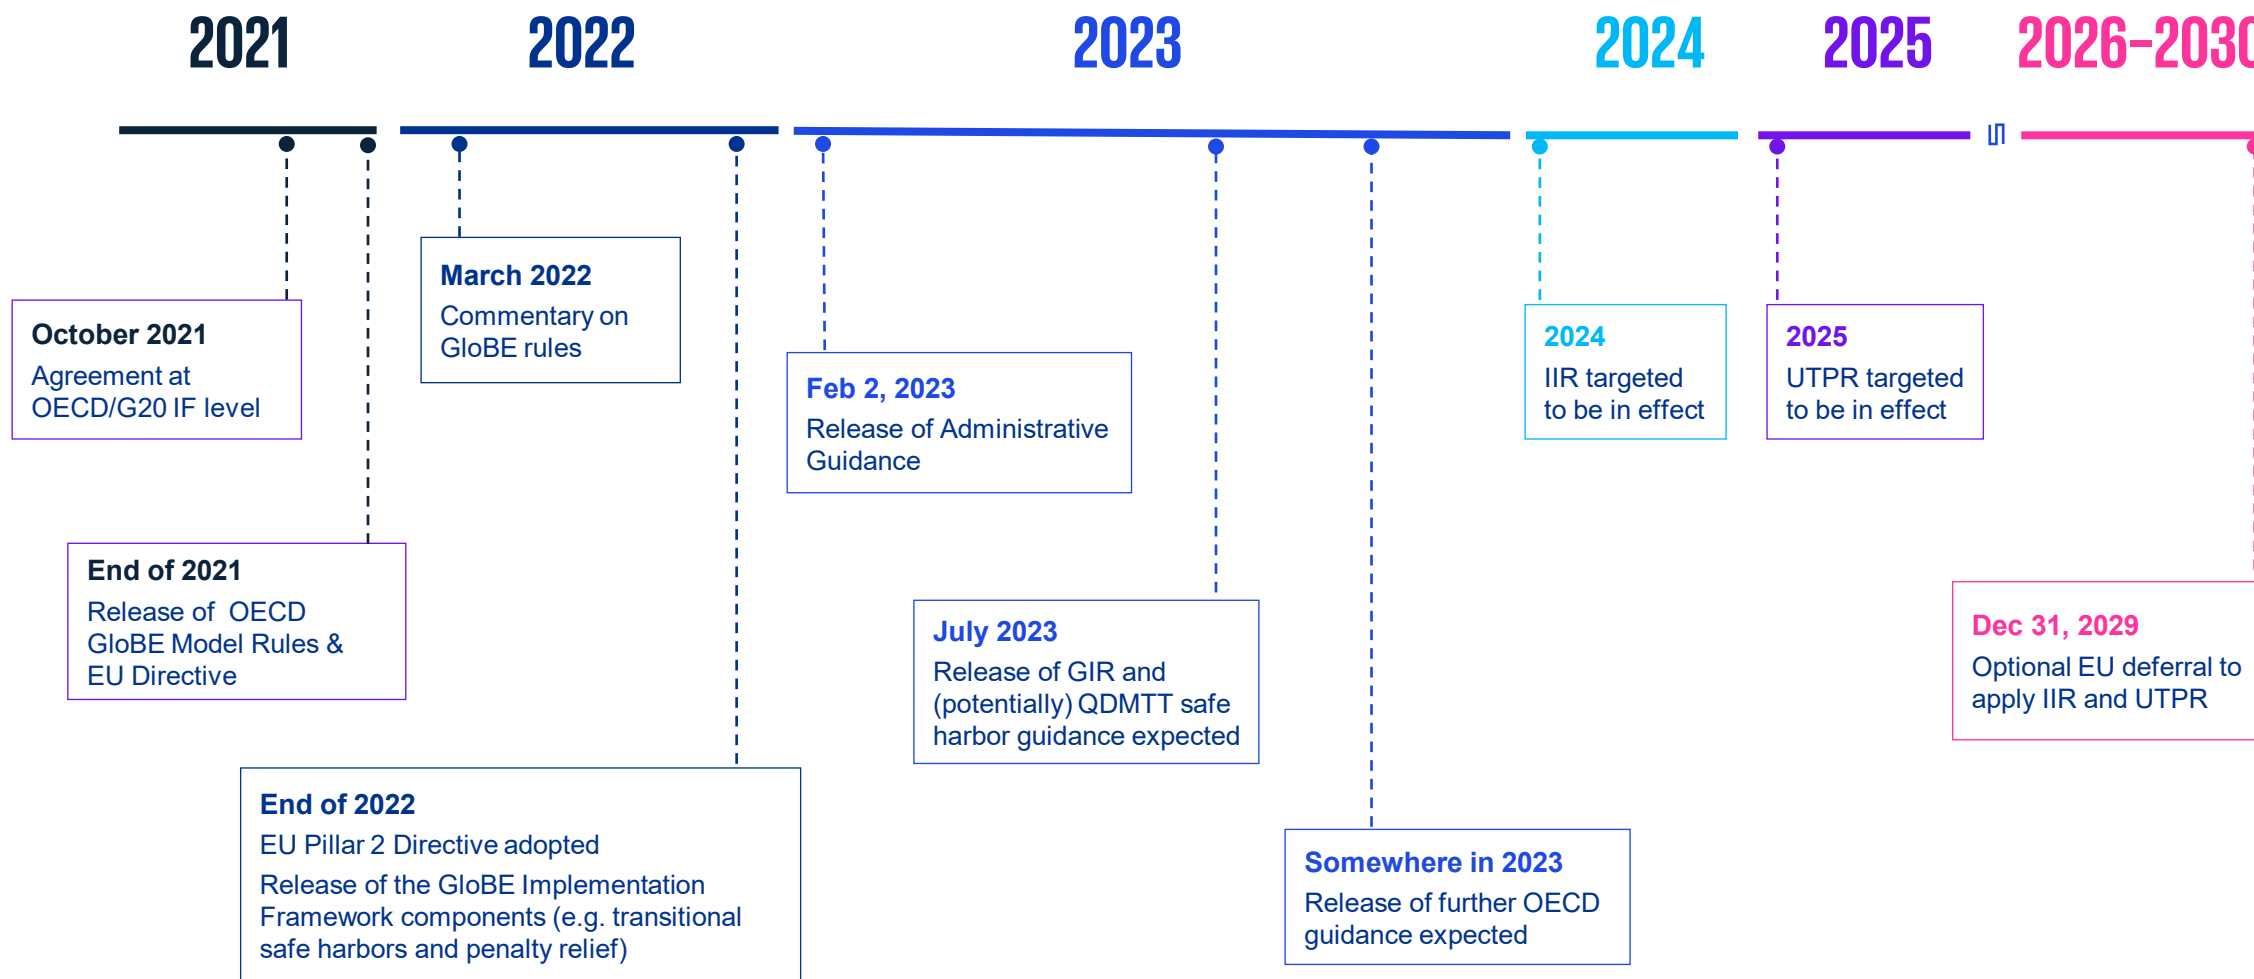 2021
2022
2023
2024
2025
2026–2030
October 2021
Agreement at
OECD/G20 IF level
End of 2021
Release of OECD
GloBE Model Rules &
EU Directive
March 2022
Commentary on
GloBE rules
End of 2022
EU Pillar 2 Directive adopted
Release of the GloBE Implementation
Framework components (e.g. transitional
safe harbors and penalty relief)
Feb 2, 2023
Release of Administrative
Guidance
July 2023
Release of GIR and
(potentially) QDMTT safe
harbor guidance expected
Somewhere in 2023
Release of further OECD
guidance expected
2024
IIR targeted
to be in effect
2025
UTPR targeted
to be in effect
Dec 31, 2029
Optional EU deferral to
apply IIR and UTPR